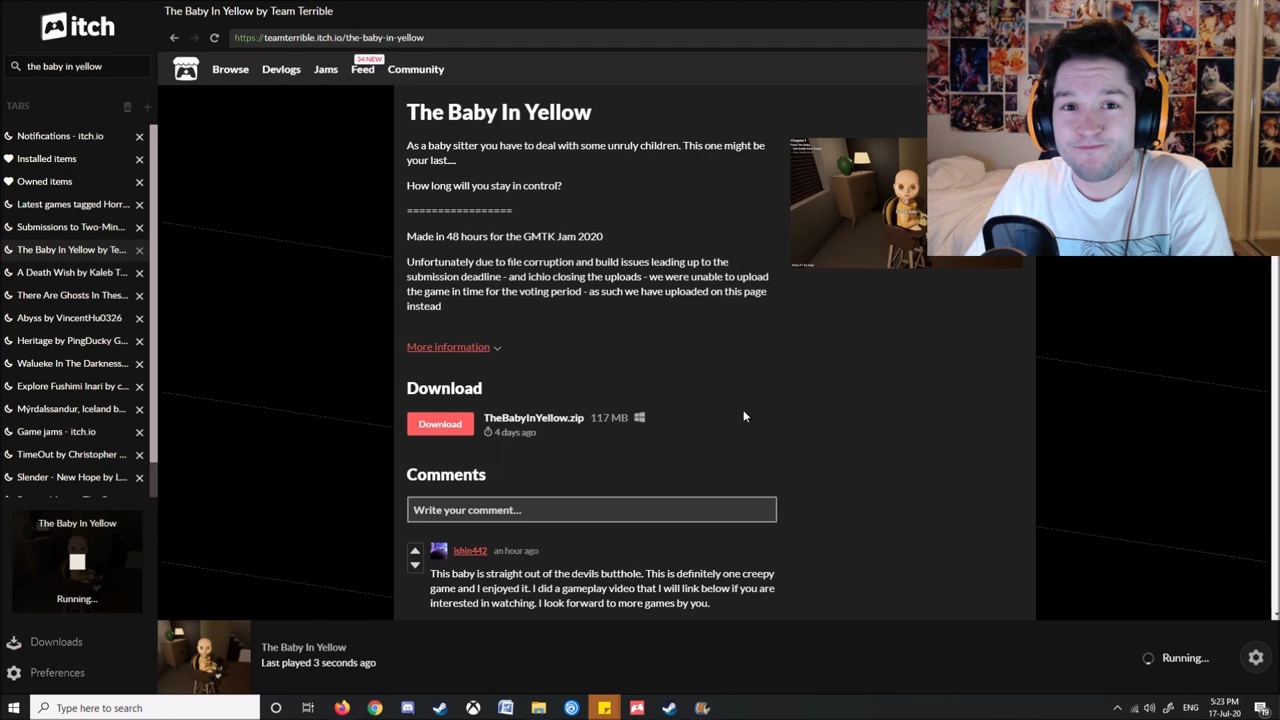 The Baby In Yellow by Team Terrible
itch
https://teamterrible.itch.io/the-baby-in-yellow
the baby in yellow
Browse
Devlogs
Jams
34 NEW
Feed
Community
TABS
Notifications - itch.io
Installed items
Owned items
Latest games tagged Horr...
Submissions to Two-Min...
The Baby In Yellow by Te...
A Death Wish by Kaleb T...
There Are Ghosts In Thes...
Abyss by VincentHu0326
Heritage by PingDucky G...
Walueke In The Darkness...
Explore Fushimi Inari by c...
Mýrdalssandur, Iceland b...
Game jams - itch.io
TimeOut by Christopher ...
Slender - New Hope by L...
The Baby In Yellow
Running...
Downloads
Preferences
The Baby In Yellow
As a baby sitter you have to deal with some unruly children. This one might be
your last....
How long will you stay in control?
=================
Made in 48 hours for the GMTK Jam 2020
Unfortunately due to file corruption and build issues leading up to the
submission deadline - and ichio closing the uploads - we were unable to upload
the game in time for the voting period - as such we have uploaded on this page
instead
More information
Download
Download
TheBabyInYellow.zip 117 MB
4 days ago
Comments
Write your comment...
ishin442 an hour ago
This baby is straight out of the devils butthole. This is definitely one creepy
game and I enjoyed it. I did a gameplay video that I will link below if you are
interested in watching. I look forward to more games by you.
The Baby In Yellow
Last played 3 seconds ago
Running...
Type here to search
ENG
5:23 PM
17-Jul-20
19